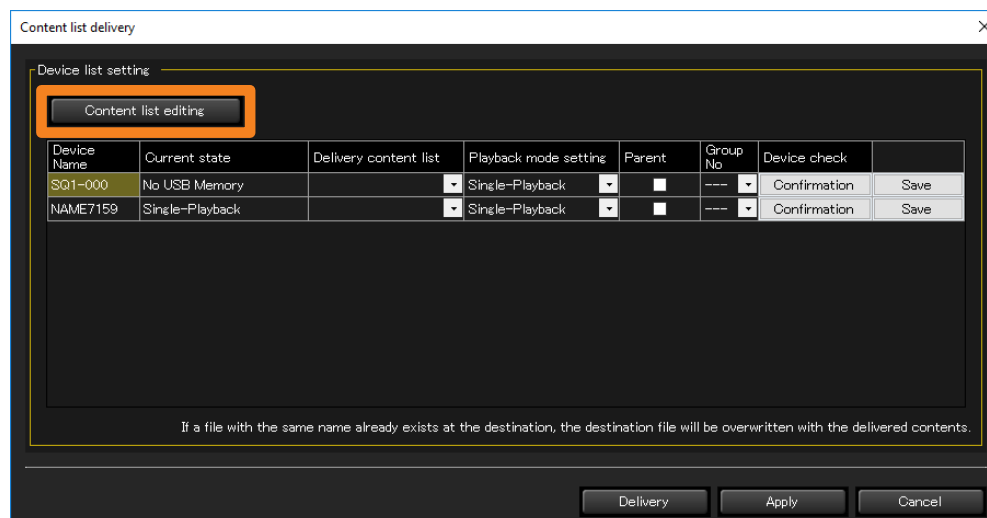 Content list delivery
Device list setting
Content list editing
Device Name Current state Delivery content list Playback mode setting Parent Group No Device check
SQ1-000 No USB Memory Single-Playback --- Confirmation Save
NAME7159 Single-Playback Single-Playback --- Confirmation Save
If a file with the same name already exists at the destination, the destination file will be overwritten with the delivered contents.
Delivery Apply Cancel